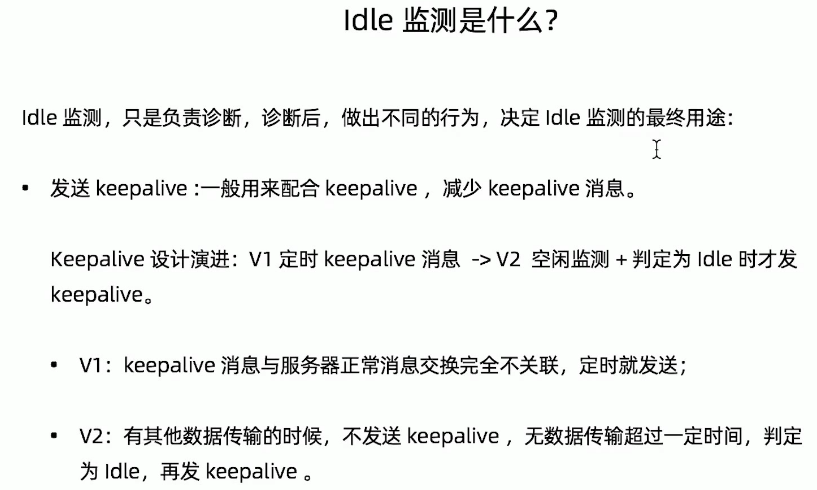 Idle 监测是什么?
Idle 监测，只是负责诊断，诊断后，做出不同的行为，决定 Idle 监测的最终用途：
• 发送 keepalive :一般用来配合 keepalive ，减少 keepalive 消息。
Keepalive 设计演进：V1 定时 keepalive 消息 -> V2 空闲监测 + 判定为 Idle 时才发
keepalive。
• V1：keepalive 消息与服务器正常消息交换完全不关联，定时就发送；
• V2：有其他数据传输的时候，不发送 keepalive ，无数据传输超过一定时间，判定
为 Idle，再发 keepalive 。